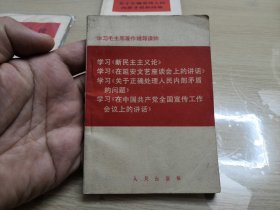 学习毛主席著作辅导读物
学习《新民主主义论》
学习《在延安文艺座谈会上的讲话》
学习《关于正确处理人民内部矛盾
的问题》
学习《在中国共产党全国宣传工作
会议上的讲话》
人民出版社